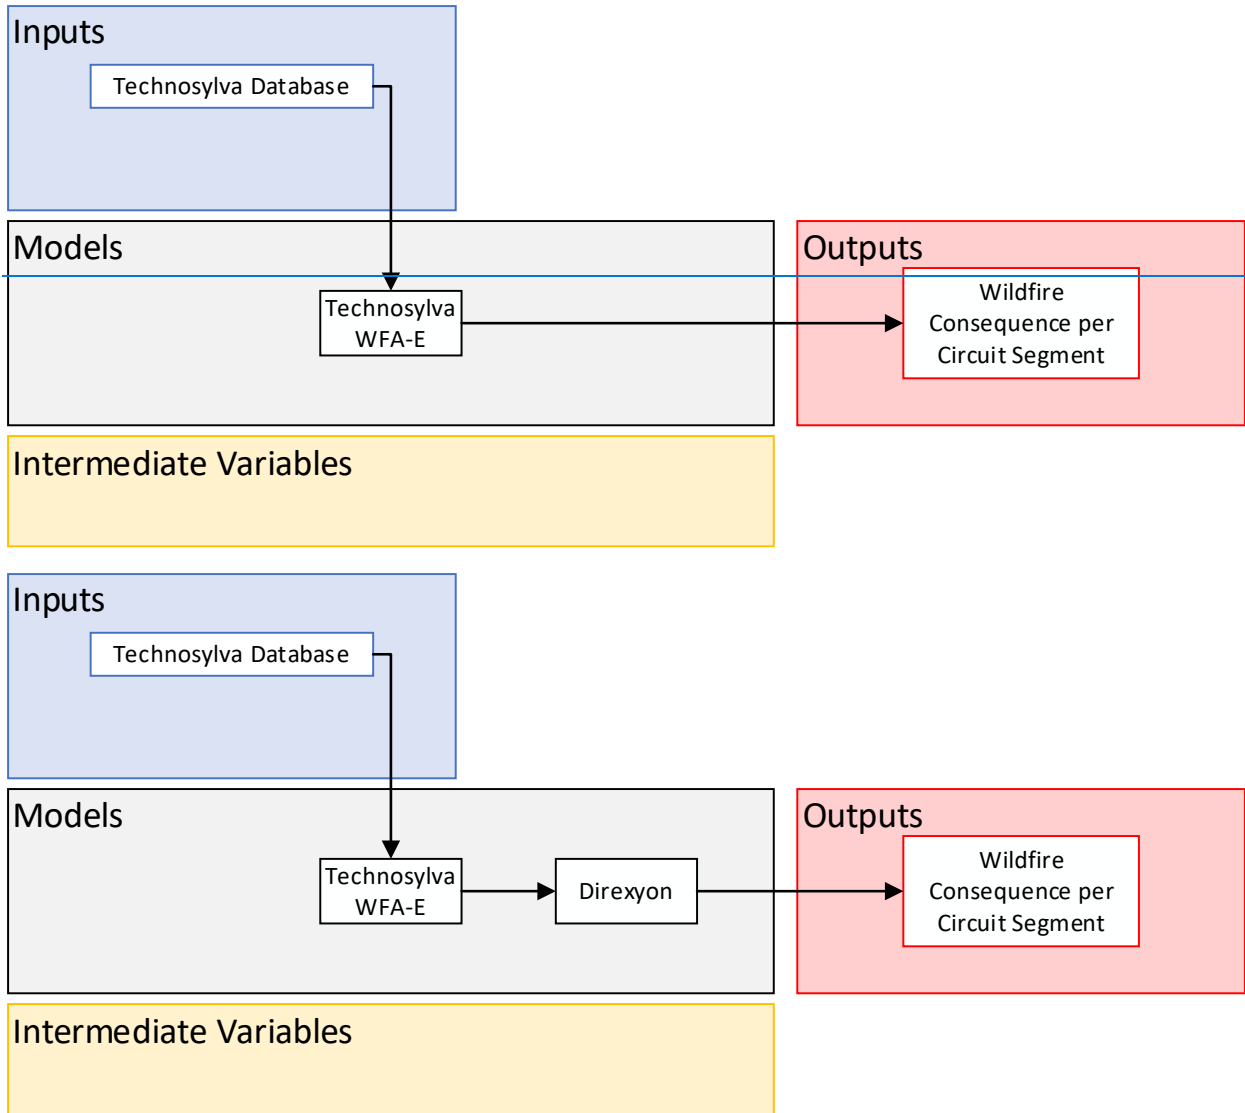 Inputs
Technosylva Database
Models
Technosylva
WFA-E
Outputs
Wildfire
Consequence per
Circuit Segment
Intermediate Variables
Inputs
Technosylva Database
Models
Technosylva
WFA-E
Direxyon
Outputs
Wildfire
Consequence per
Circuit Segment
Intermediate Variables